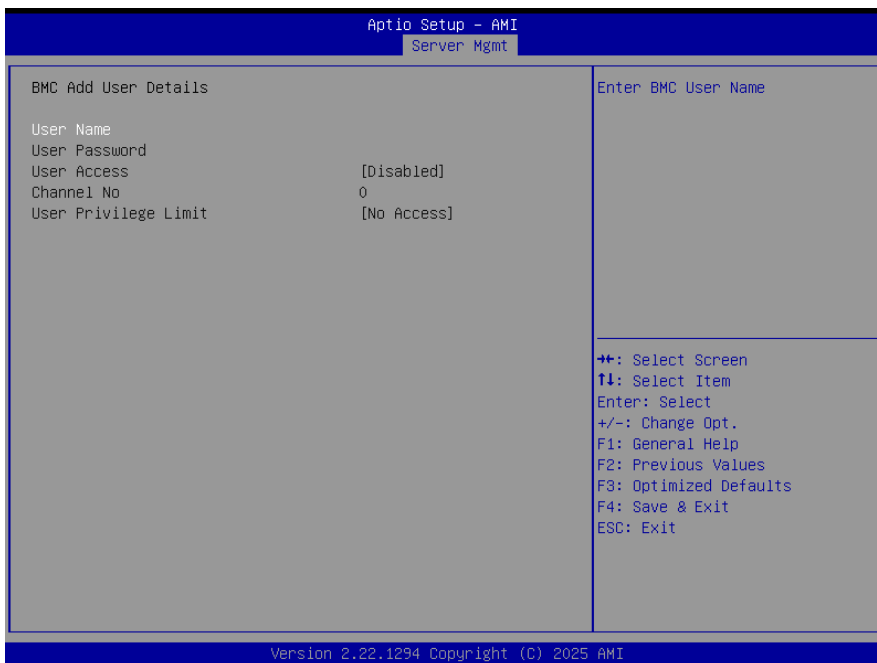 Aptio Setup – AMI
Server Mgmt
BMC Add User Details
User Name
User Password
User Access [Disabled]
Channel No 0
User Privilege Limit [No Access]
Enter BMC User Name
→←: Select Screen
↑↓: Select Item
Enter: Select
+/-: Change Opt.
F1: General Help
F2: Previous Values
F3: Optimized Defaults
F4: Save & Exit
ESC: Exit
Version 2.22.1294 Copyright (C) 2025 AMI